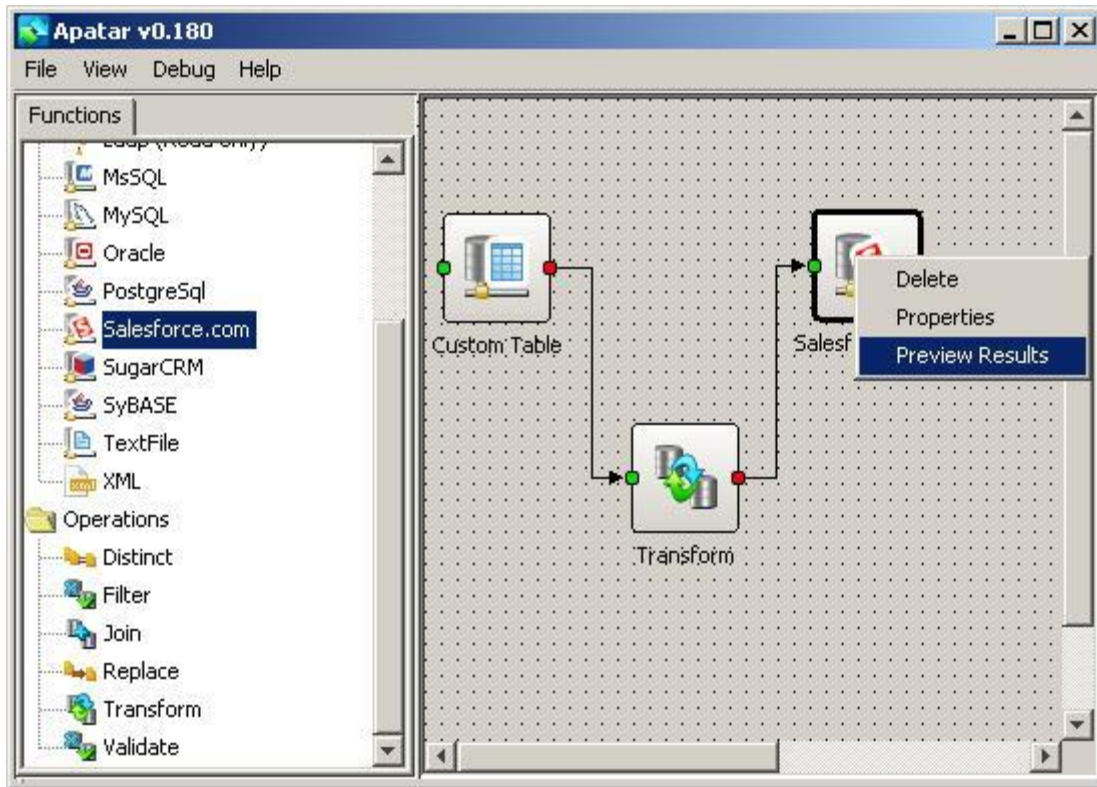 Apatar v0.180
File View Debug Help
Functions
MsSQL
MySQL
Oracle
PostgreSql
Salesforce.com
SugarCRM
SyBASE
TextFile
XML
Operations
Distinct
Filter
Join
Replace
Transform
Validate
Custom Table
Transform
Salesf
Delete
Properties
Preview Results